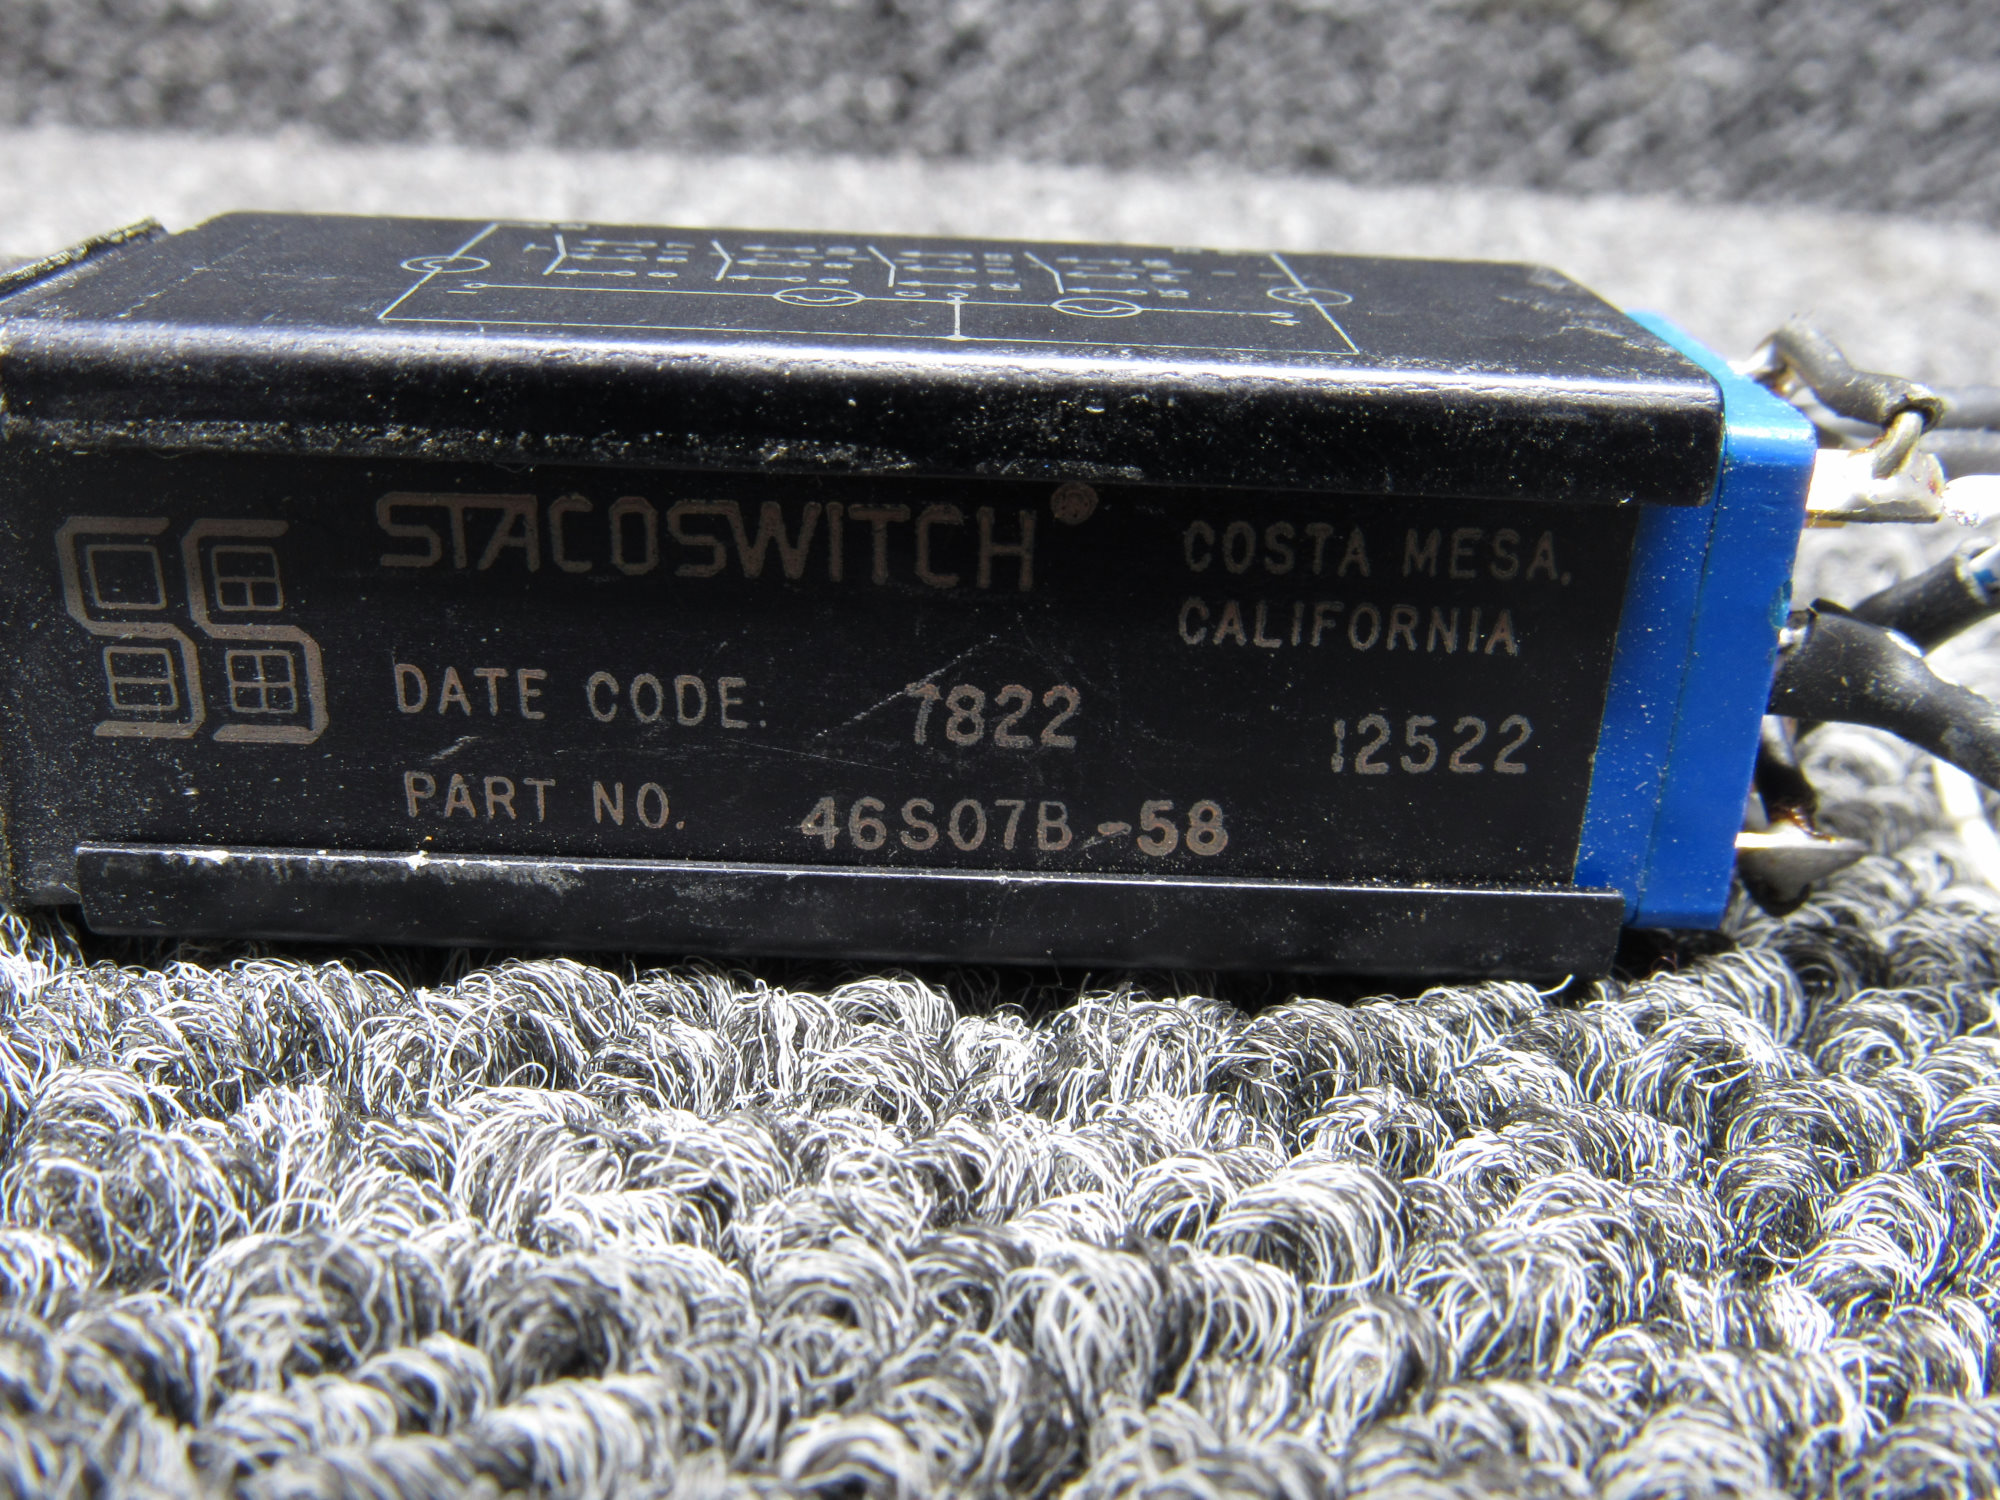 STACOSWITCH
COSTA MESA,
CALIFORNIA
DATE CODE: 7822 12522
PART NO. 46S07B-58